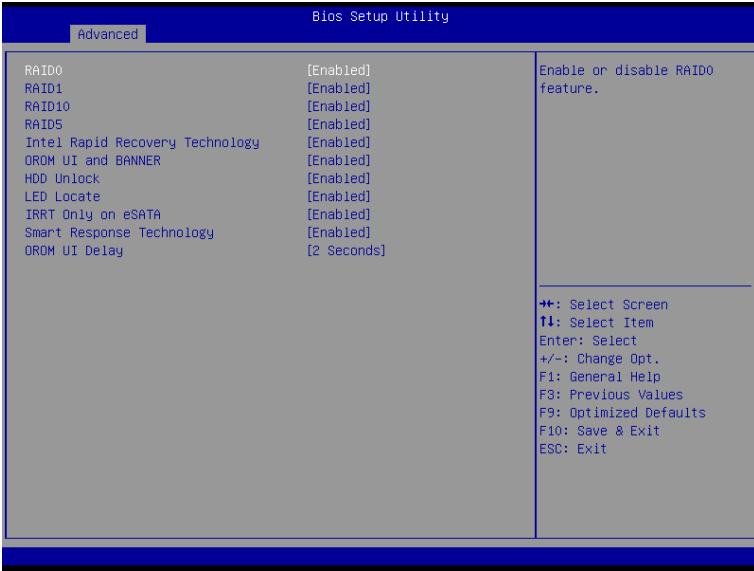 Bios Setup Utility
Advanced
RAID0 [Enabled]
RAID1 [Enabled]
RAID10 [Enabled]
RAID5 [Enabled]
Intel Rapid Recovery Technology [Enabled]
OROM UI and BANNER [Enabled]
HDD Unlock [Enabled]
LED Locate [Enabled]
IRRT Only on eSATA [Enabled]
Smart Response Technology [Enabled]
OROM UI Delay [2 Seconds]
Enable or disable RAID0
feature.
→←: Select Screen
↑↓: Select Item
Enter: Select
+/-: Change Opt.
F1: General Help
F3: Previous Values
F9: Optimized Defaults
F10: Save & Exit
ESC: Exit